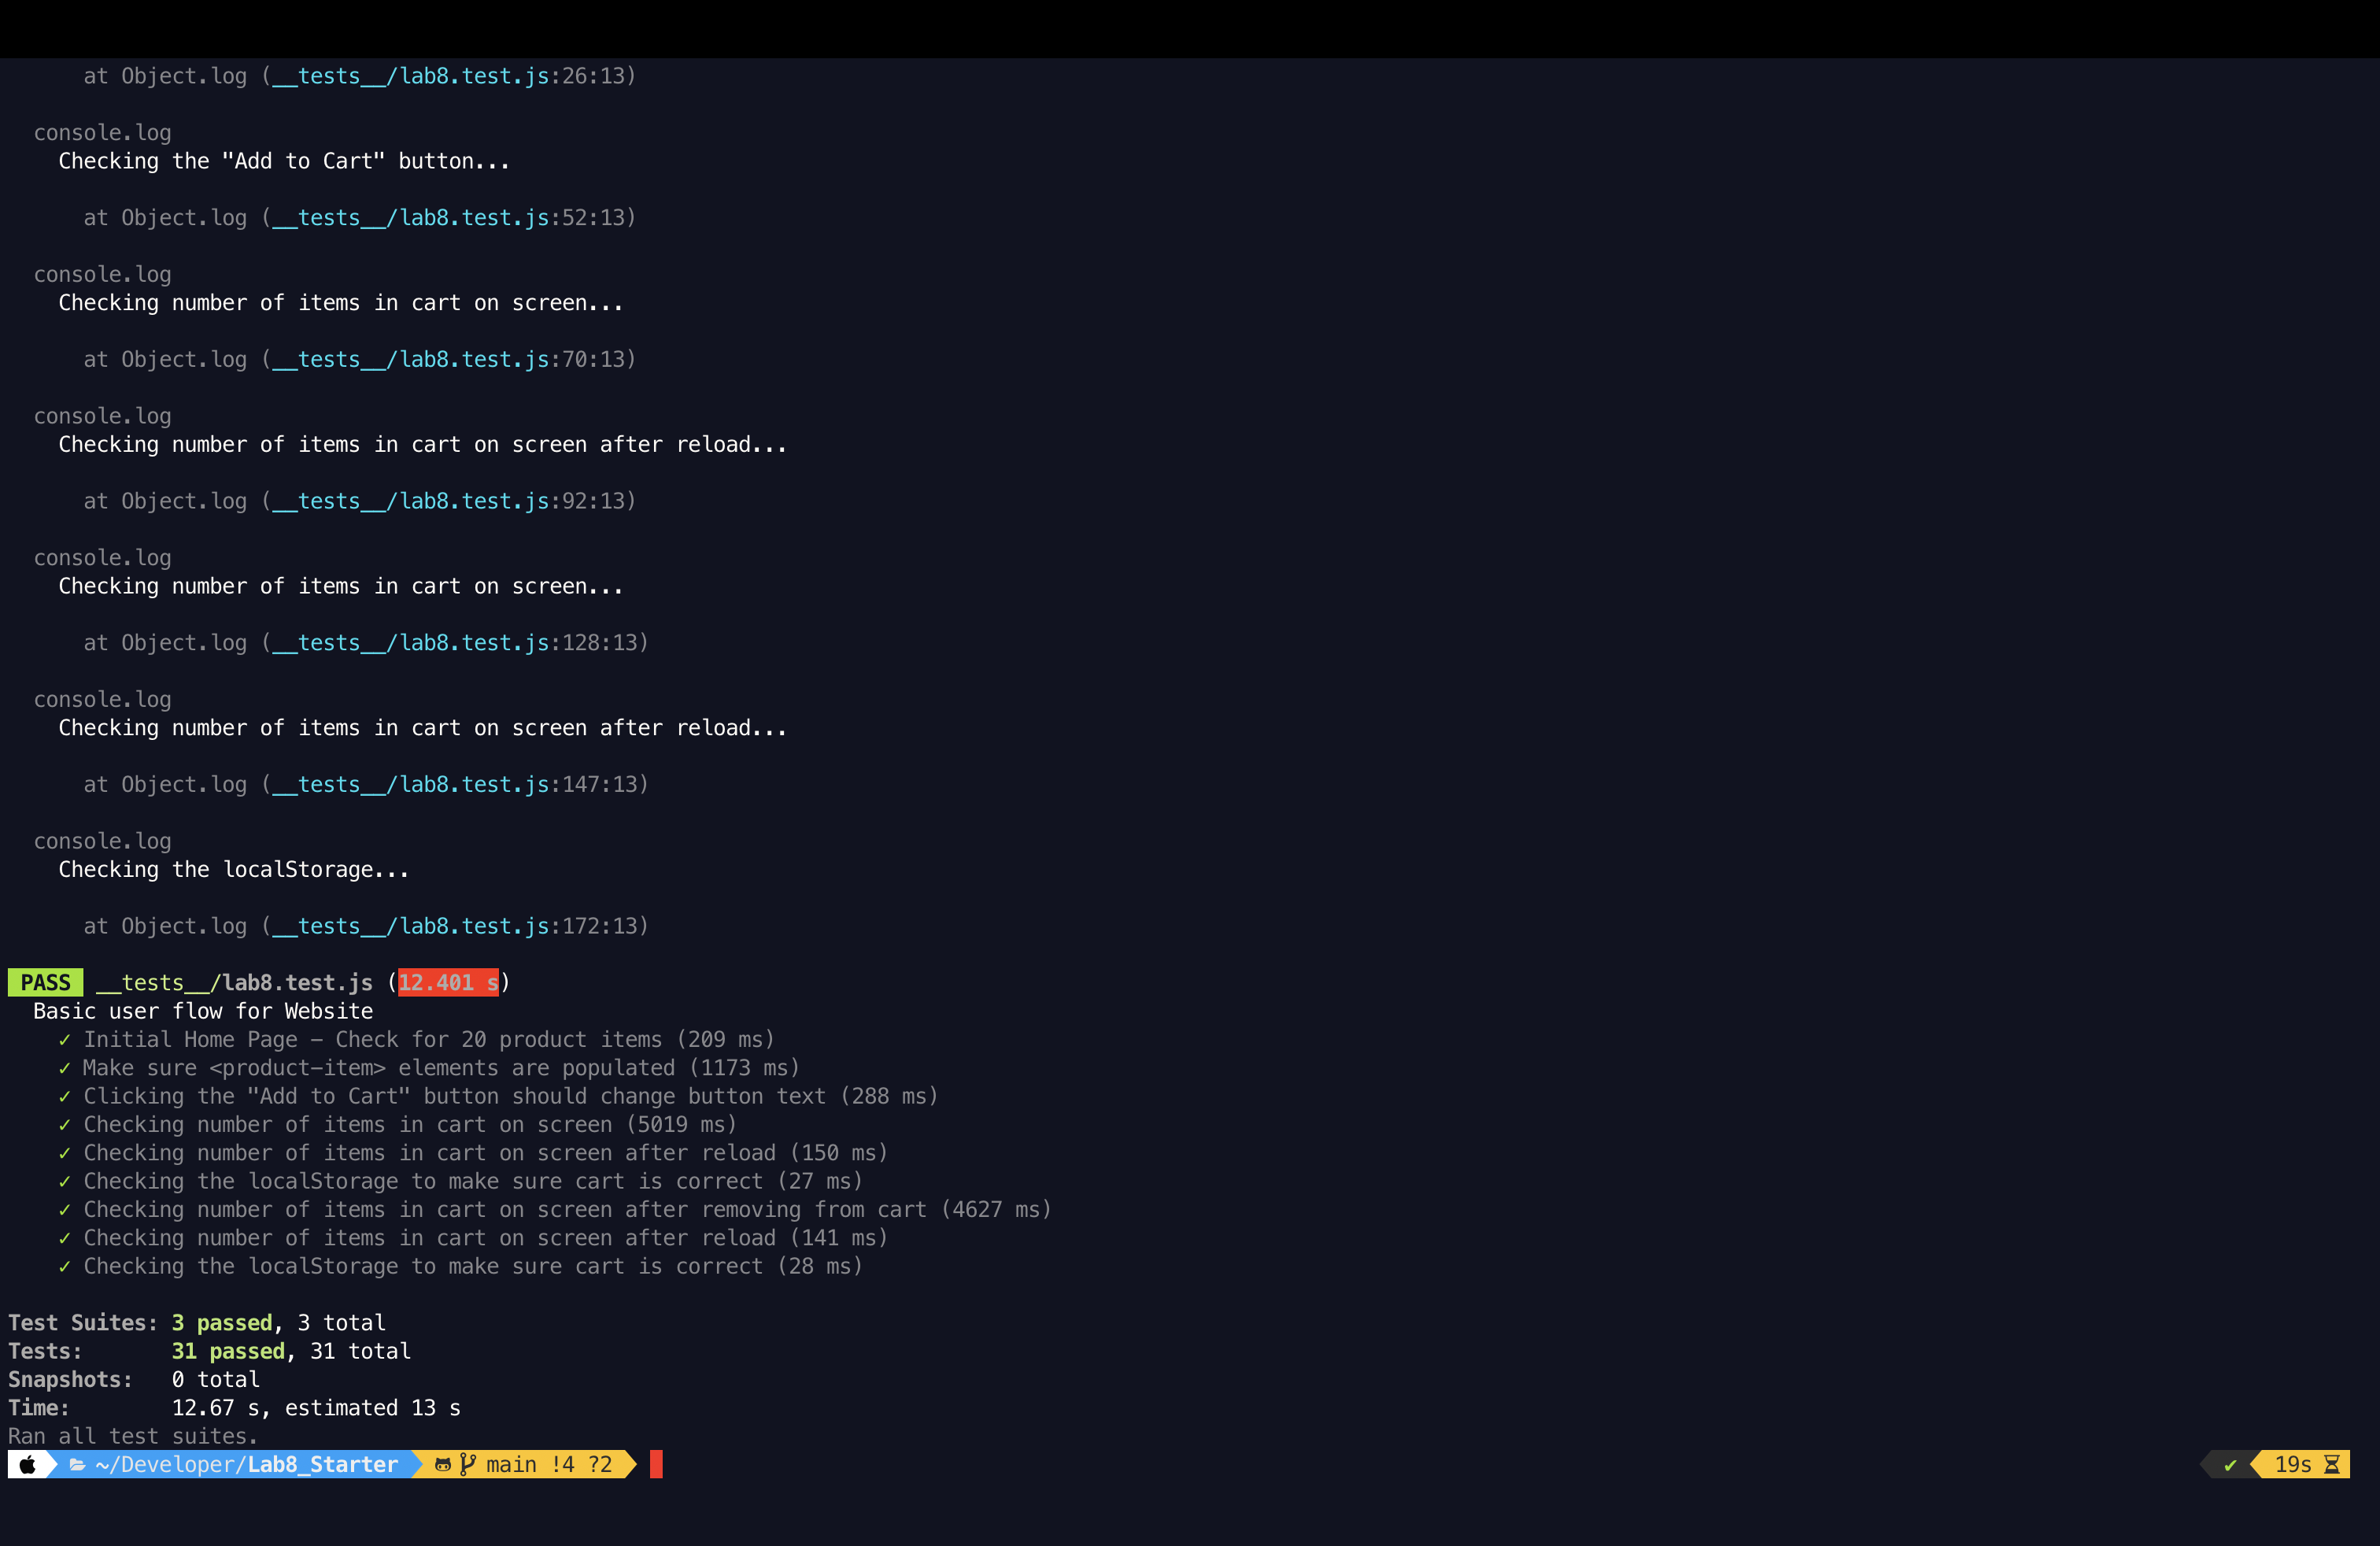 at Object.log (__tests__/lab8.test.js:26:13)
console.log
Checking the "Add to Cart" button...
at Object.log (__tests__/lab8.test.js:52:13)
console.log
Checking number of items in cart on screen...
at Object.log (__tests__/lab8.test.js:70:13)
console.log
Checking number of items in cart on screen after reload...
at Object.log (__tests__/lab8.test.js:92:13)
console.log
Checking number of items in cart on screen...
at Object.log (__tests__/lab8.test.js:128:13)
console.log
Checking number of items in cart on screen after reload...
at Object.log (__tests__/lab8.test.js:147:13)
console.log
Checking the localStorage...
at Object.log (__tests__/lab8.test.js:172:13)
PASS __tests__/lab8.test.js (12.401 s)
Basic user flow for Website
✓ Initial Home Page – Check for 20 product items (209 ms)
✓ Make sure <product-item> elements are populated (1173 ms)
✓ Clicking the "Add to Cart" button should change button text (288 ms)
✓ Checking number of items in cart on screen (5019 ms)
✓ Checking number of items in cart on screen after reload (150 ms)
✓ Checking the localStorage to make sure cart is correct (27 ms)
✓ Checking number of items in cart on screen after removing from cart (4627 ms)
✓ Checking number of items in cart on screen after reload (141 ms)
✓ Checking the localStorage to make sure cart is correct (28 ms)
Test Suites: 3 passed, 3 total
Tests: 31 passed, 31 total
Snapshots: 0 total
Time: 12.67 s, estimated 13 s
Ran all test suites.
~/Developer/Lab8_Starter main !4 ?2 ✔ 19s